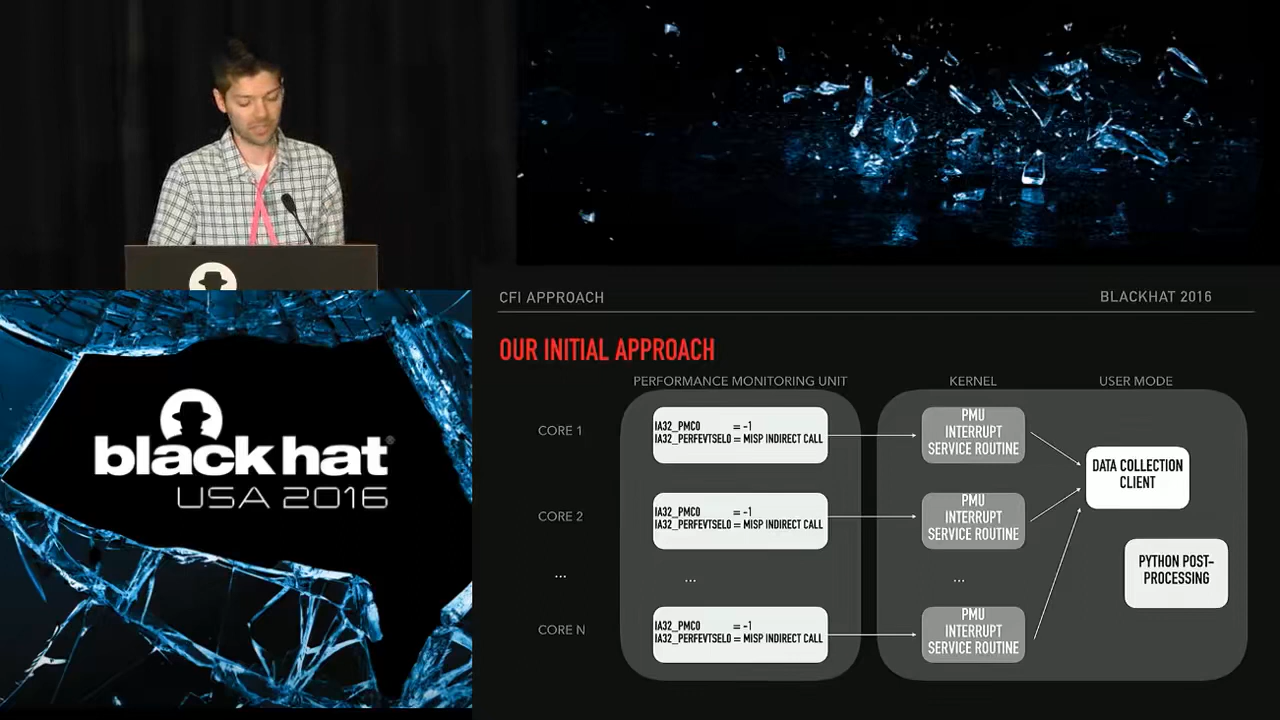 black hat®
USA 2016
CFI APPROACH
BLACKHAT 2016
OUR INITIAL APPROACH
PERFORMANCE MONITORING UNIT
KERNEL
USER MODE
CORE 1
IA32_PMC0 = -1
IA32_PERFEVTSEL0 = MISP INDIRECT CALL
PMU
INTERRUPT
SERVICE ROUTINE
DATA COLLECTION
CLIENT
CORE 2
IA32_PMC0 = -1
IA32_PERFEVTSEL0 = MISP INDIRECT CALL
PMU
INTERRUPT
SERVICE ROUTINE
PYTHON POST-
PROCESSING
...
...
...
CORE N
IA32_PMC0 = -1
IA32_PERFEVTSEL0 = MISP INDIRECT CALL
PMU
INTERRUPT
SERVICE ROUTINE